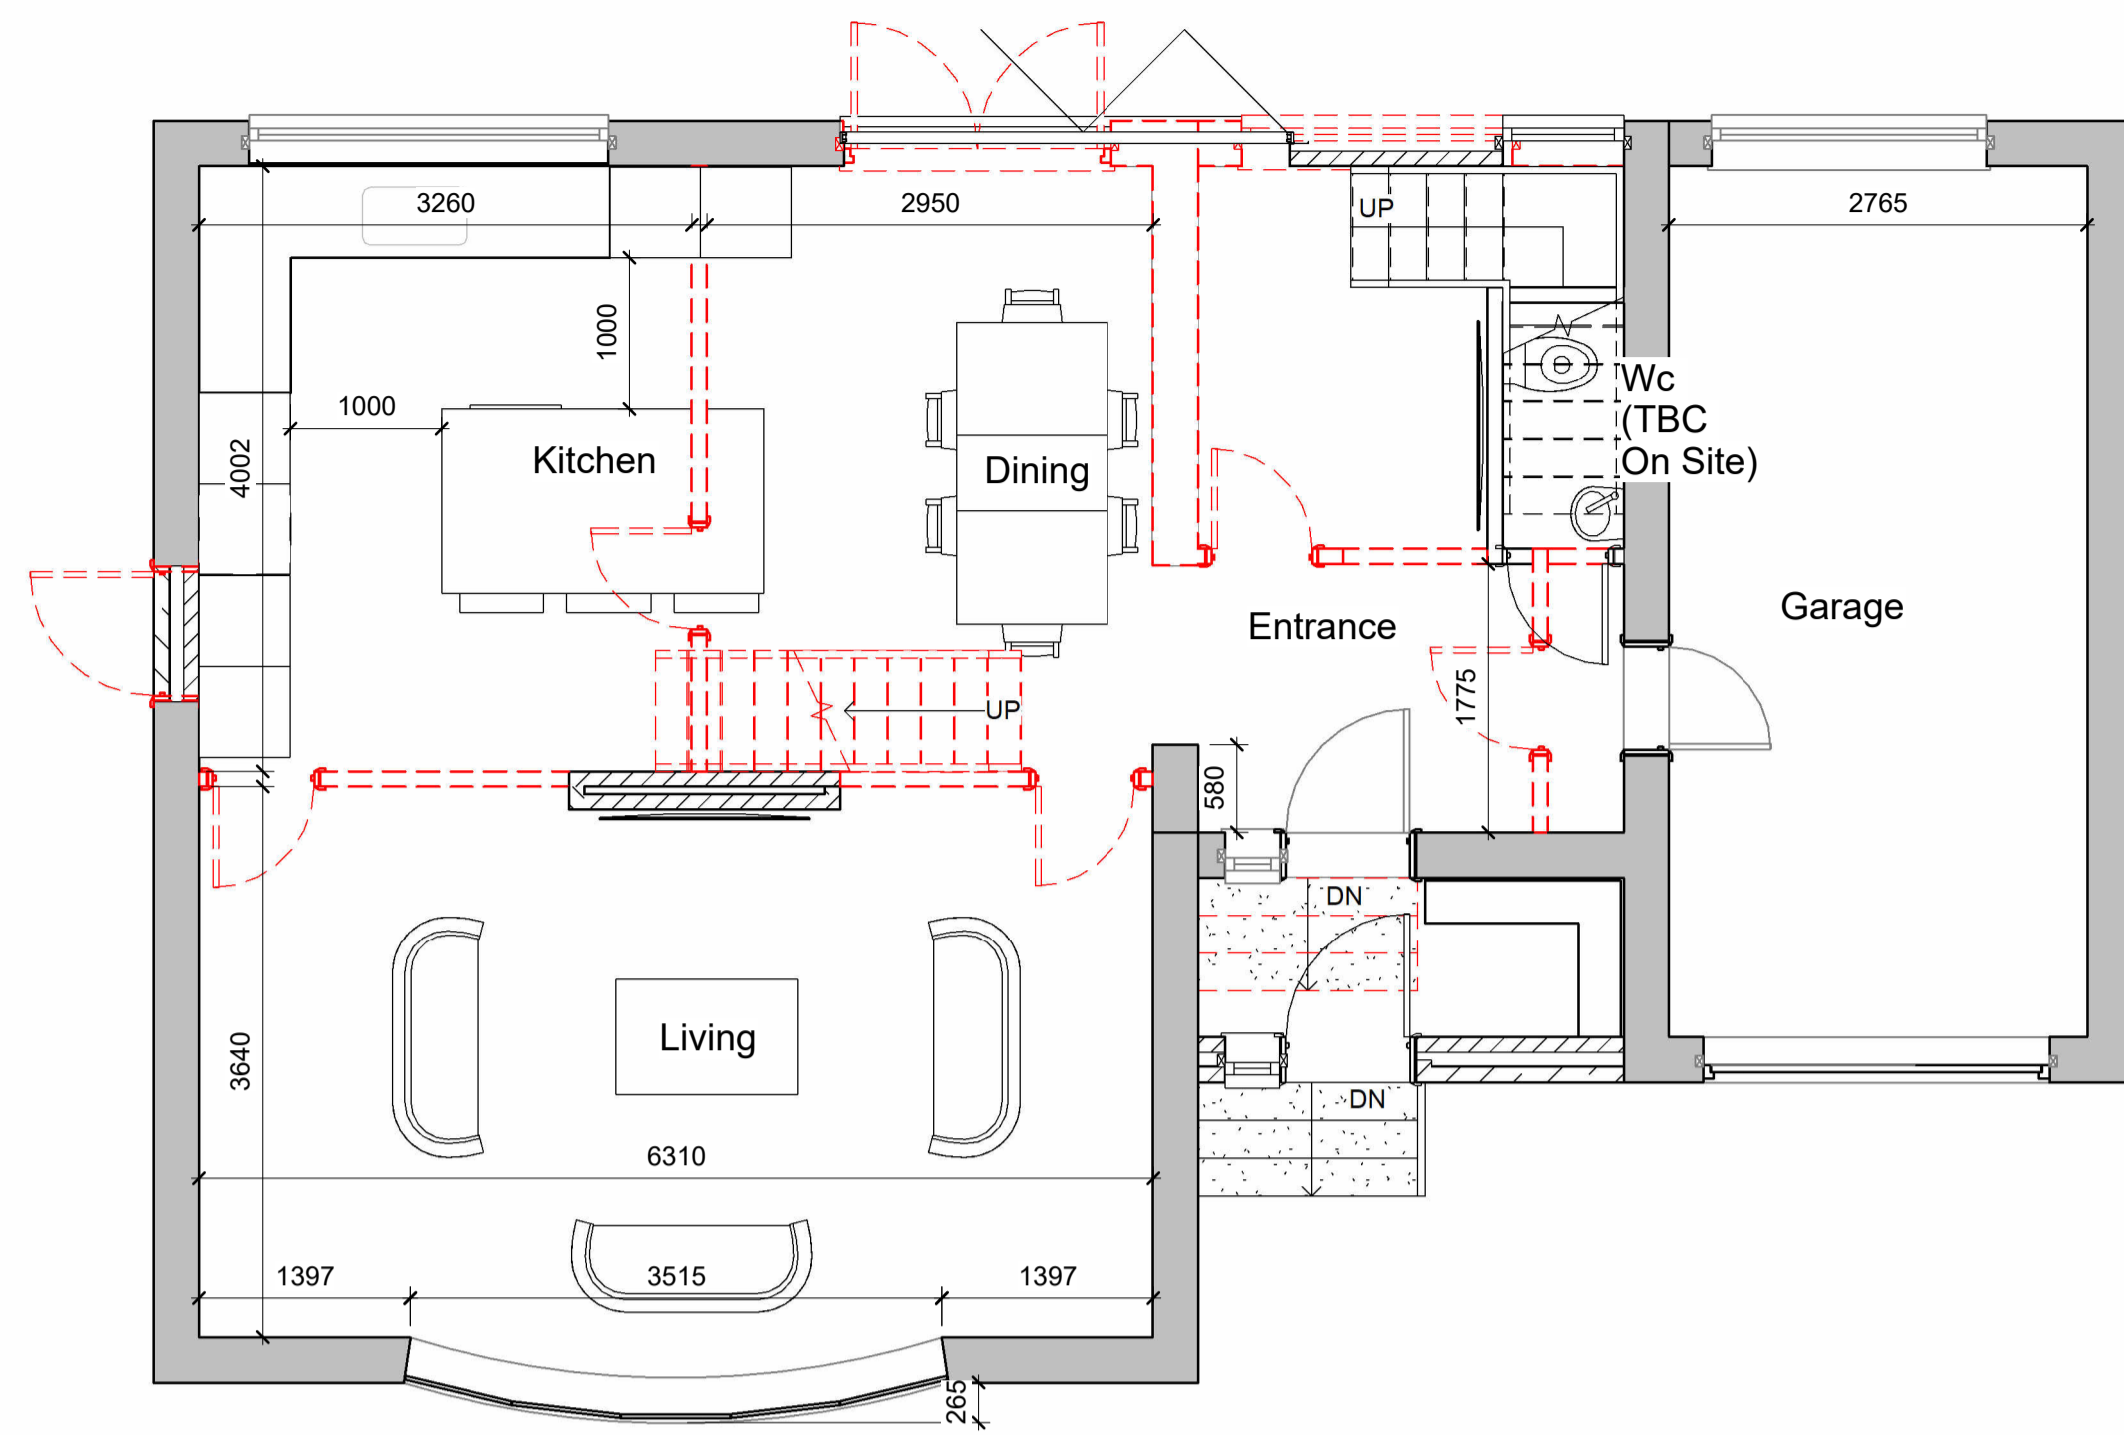 UP
3260
2950
2765
1000
1000
4002
Kitchen
Dining
Wc
(TBC
On Site)
Garage
Entrance
UP
1775
580
DN
Living
3640
DN
6310
1397
3515
1397
265